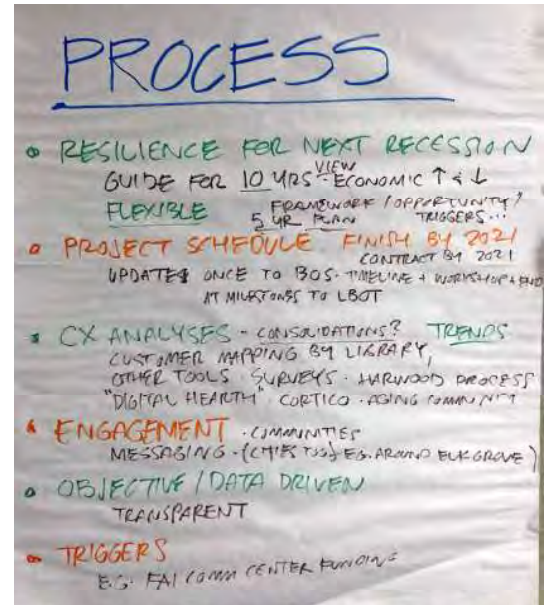 PROCESS
RESILIENCE FOR NEXT RECESSION
GUIDE FOR 10 YRS VIEW - ECONOMIC ↑ & ↓
FLEXIBLE FRAMEWORK / OPPORTUNITY /
5 YR PLAN TRIGGERS...
PROJECT SCHEDULE FINISH BY 2021
CONTRACT BY 2021
UPDATES ONCE TO BOS - TIMELINE + WORKSHOP + END
AT MILESTONES TO LBOT
CX ANALYSES - CONSOLIDATIONS? TRENDS
CUSTOMER MAPPING BY LIBRARY,
OTHER TOOLS · SURVEYS · HARWOOD PROCESS
"DIGITAL HEARTH" CORTICO · AGING COMMUNITY
ENGAGEMENT · COMMUNITIES
MESSAGING · (CITIES TOO) E.G. AROUND ELK GROVE)
OBJECTIVE / DATA DRIVEN
TRANSPARENT
TRIGGERS
E.G. COMM CENTER FUNDING